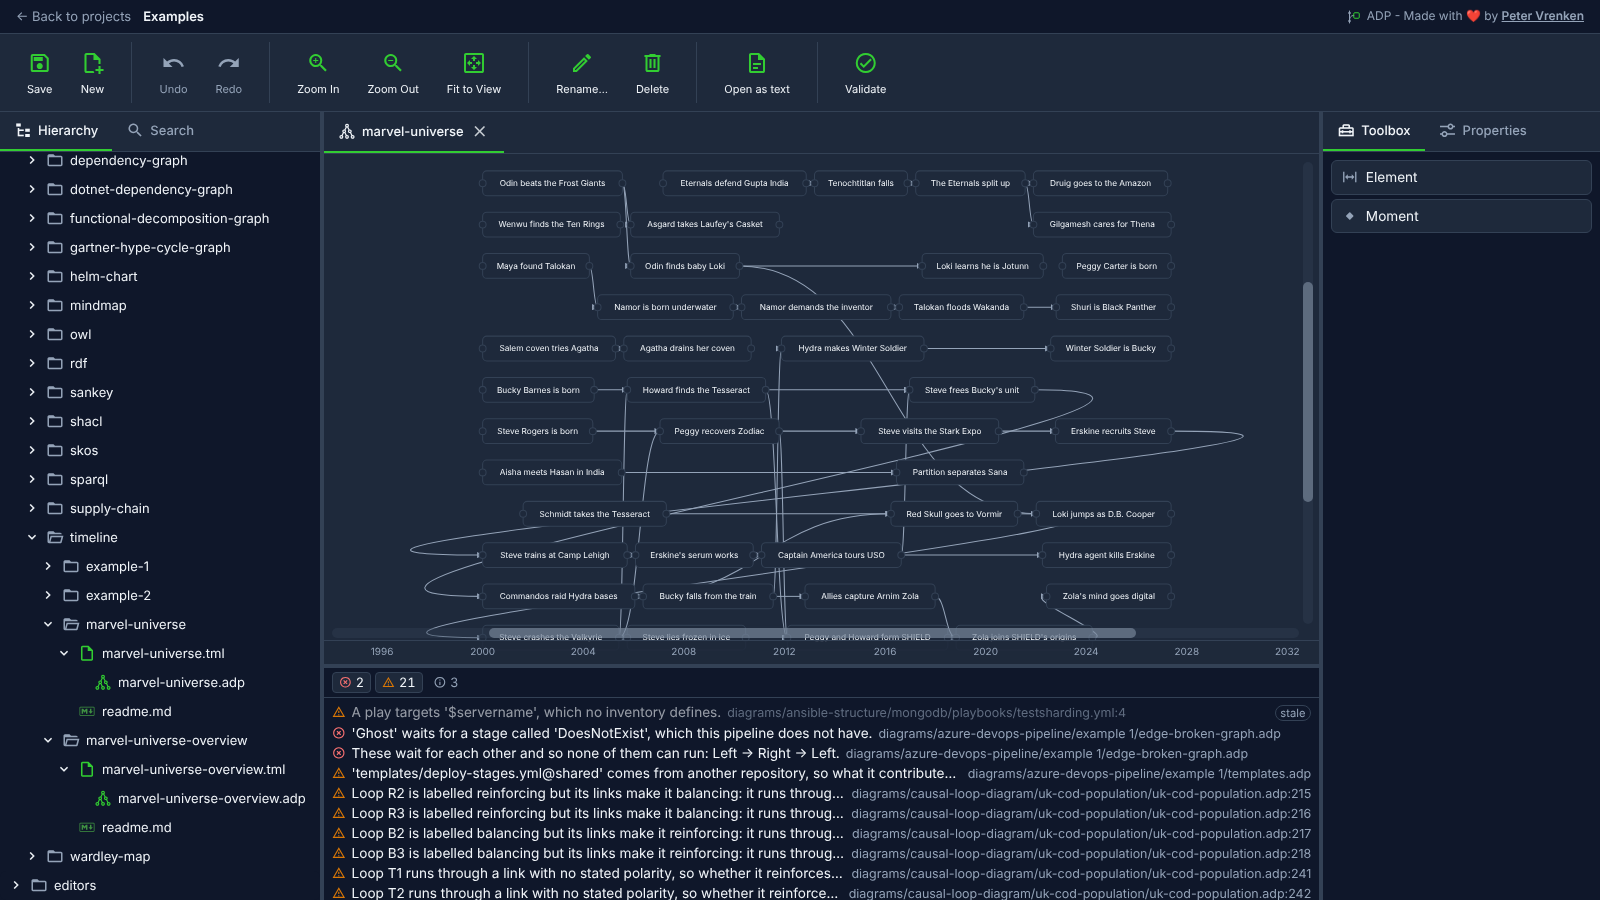 ← Back to projects Examples
ADP - Made with ❤️ by Peter Vrenken
Save New Undo Redo Zoom In Zoom Out Fit to View Rename... Delete Open as text Validate
Hierarchy Search
marvel-universe
Toolbox Properties
dependency-graph
dotnet-dependency-graph
functional-decomposition-graph
gartner-hype-cycle-graph
helm-chart
mindmap
owl
rdf
sankey
shacl
skos
sparql
supply-chain
timeline
example-1
example-2
marvel-universe
marvel-universe.tml
marvel-universe.adp
readme.md
marvel-universe-overview
marvel-universe-overview.tml
marvel-universe-overview.adp
readme.md
wardley-map
editors
Odin beats the Frost Giants Eternals defend Gupta India Tenochtitlan falls The Eternals split up Druig goes to the Amazon
Wenwu finds the Ten Rings Asgard takes Laufey's Casket Gilgamesh cares for Thena
Maya found Talokan Odin finds baby Loki Loki learns he is Jotunn Peggy Carter is born
Namor is born underwater Namor demands the inventor Talokan floods Wakanda Shuri is Black Panther
Salem coven tries Agatha Agatha drains her coven Hydra makes Winter Soldier Winter Soldier is Bucky
Bucky Barnes is born Howard finds the Tesseract Steve frees Bucky's unit
Steve Rogers is born Peggy recovers Zodiac Steve visits the Stark Expo Erskine recruits Steve
Aisha meets Hasan in India Partition separates Sana
Schmidt takes the Tesseract Red Skull goes to Vormir Loki jumps as D.B. Cooper
Steve trains at Camp Lehigh Erskine's serum works Captain America tours USO Hydra agent kills Erskine
Commandos raid Hydra bases Bucky falls from the train Allies capture Arnim Zola Zola's mind goes digital
Steve crashes the Valkyrie Steve lies frozen in ice Peggy and Howard form SHIELD Zola joins SHIELD's origins
1996 2000 2004 2008 2012 2016 2020 2024 2028 2032
2 21 3
A play targets '$servername', which no inventory defines. diagrams/ansible-structure/mongodb/playbooks/testsharding.yml:4 stale
'Ghost' waits for a stage called 'DoesNotExist', which this pipeline does not have. diagrams/azure-devops-pipeline/example 1/edge-broken-graph.adp
These wait for each other and so none of them can run: Left → Right → Left. diagrams/azure-devops-pipeline/example 1/edge-broken-graph.adp
'templates/deploy-stages.yml@shared' comes from another repository, so what it contribute... diagrams/azure-devops-pipeline/example 1/templates.adp
Loop R2 is labelled reinforcing but its links make it balancing: it runs throug... diagrams/causal-loop-diagram/uk-cod-population/uk-cod-population.adp:215
Loop R3 is labelled reinforcing but its links make it balancing: it runs throug... diagrams/causal-loop-diagram/uk-cod-population/uk-cod-population.adp:216
Loop B2 is labelled balancing but its links make it reinforcing: it runs throug... diagrams/causal-loop-diagram/uk-cod-population/uk-cod-population.adp:217
Loop B3 is labelled balancing but its links make it reinforcing: it runs throug... diagrams/causal-loop-diagram/uk-cod-population/uk-cod-population.adp:218
Loop T1 runs through a link with no stated polarity, so whether it reinforces... diagrams/causal-loop-diagram/uk-cod-population/uk-cod-population.adp:241
Loop T2 runs through a link with no stated polarity, so whether it reinforce... diagrams/causal-loop-diagram/uk-cod-population/uk-cod-population.adp:242
Element
Moment